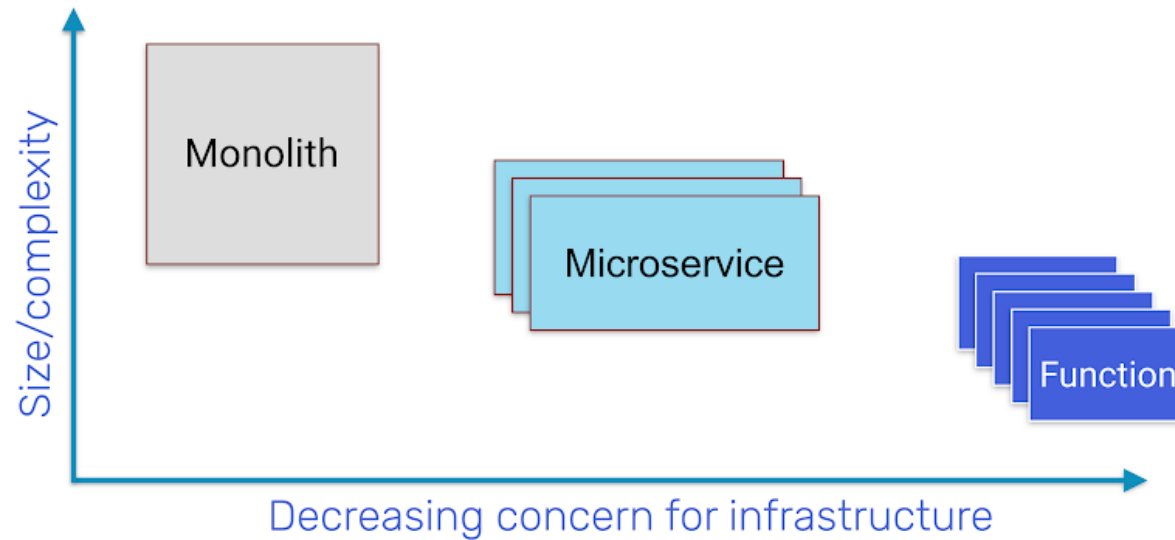 Size/complexity
Monolith
Microservice
Function
Decreasing concern for infrastructure